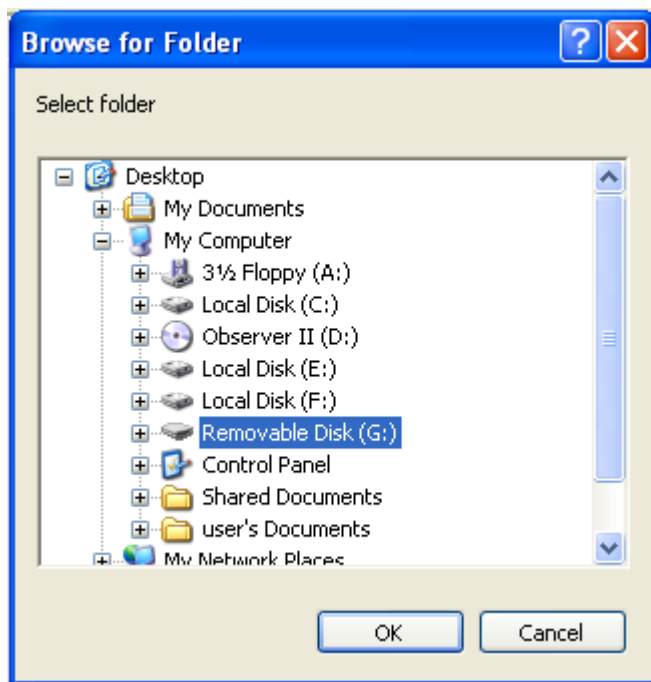 Browse for Folder
Select folder
Desktop
My Documents
My Computer
3½ Floppy (A:)
Local Disk (C:)
Observer II (D:)
Local Disk (E:)
Local Disk (F:)
Removable Disk (G:)
Control Panel
Shared Documents
user's Documents
My Network Places
OK Cancel